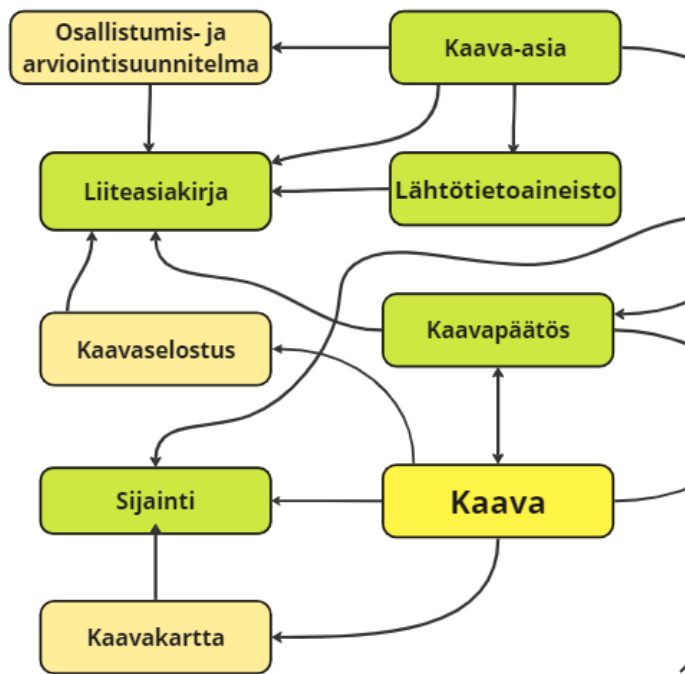 Osallistumis- ja
arviointisuunnitelma
Kaava-asia
Liiteasiakirja
Lähtötietoaineisto
Kaavapäätös
Kaavaselostus
Sijainti
Kaava
Kaavakartta